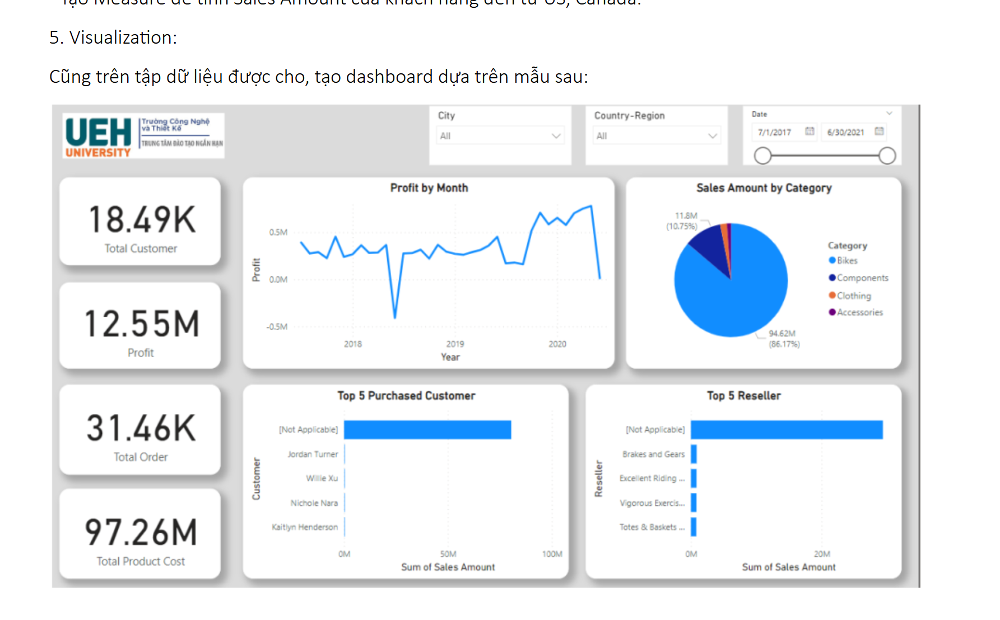 Tạo Measure để tính Sales Amount của khách hàng đến từ US, Canada.
5. Visualization:
Cũng trên tập dữ liệu được cho, tạo dashboard dựa trên mẫu sau:
UEH
UNIVERSITY
Trường Công Nghệ
và Thiết Kế
TRUNG TÂM ĐÀO TẠO NGẮN HẠN
City
All
Country-Region
All
Date
7/1/2017
6/30/2021
18.49K
Total Customer
12.55M
Profit
31.46K
Total Order
97.26M
Total Product Cost
Profit by Month
Profit
0.5M
0.0M
-0.5M
2018
2019
2020
Year
Sales Amount by Category
11.8M
(10.75%)
94.62M
(86.17%)
Category
Bikes
Components
Clothing
Accessories
Top 5 Purchased Customer
Customer
[Not Applicable]
Jordan Turner
Willie Xu
Nichole Nara
Kaitlyn Henderson
0M
50M
100M
Sum of Sales Amount
Top 5 Reseller
Reseller
[Not Applicable]
Brakes and Gears
Excellent Riding ...
Vigorous Exercis...
Totes & Baskets ...
0M
20M
Sum of Sales Amount